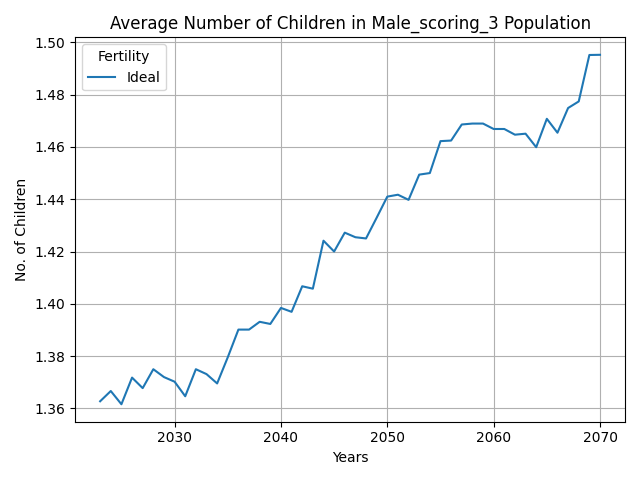 Average Number of Children in Male_scoring_3 Population
Fertility
Ideal
No. of Children
1.50
1.48
1.46
1.44
1.42
1.40
1.38
1.36
2030 2040 2050 2060 2070
Years